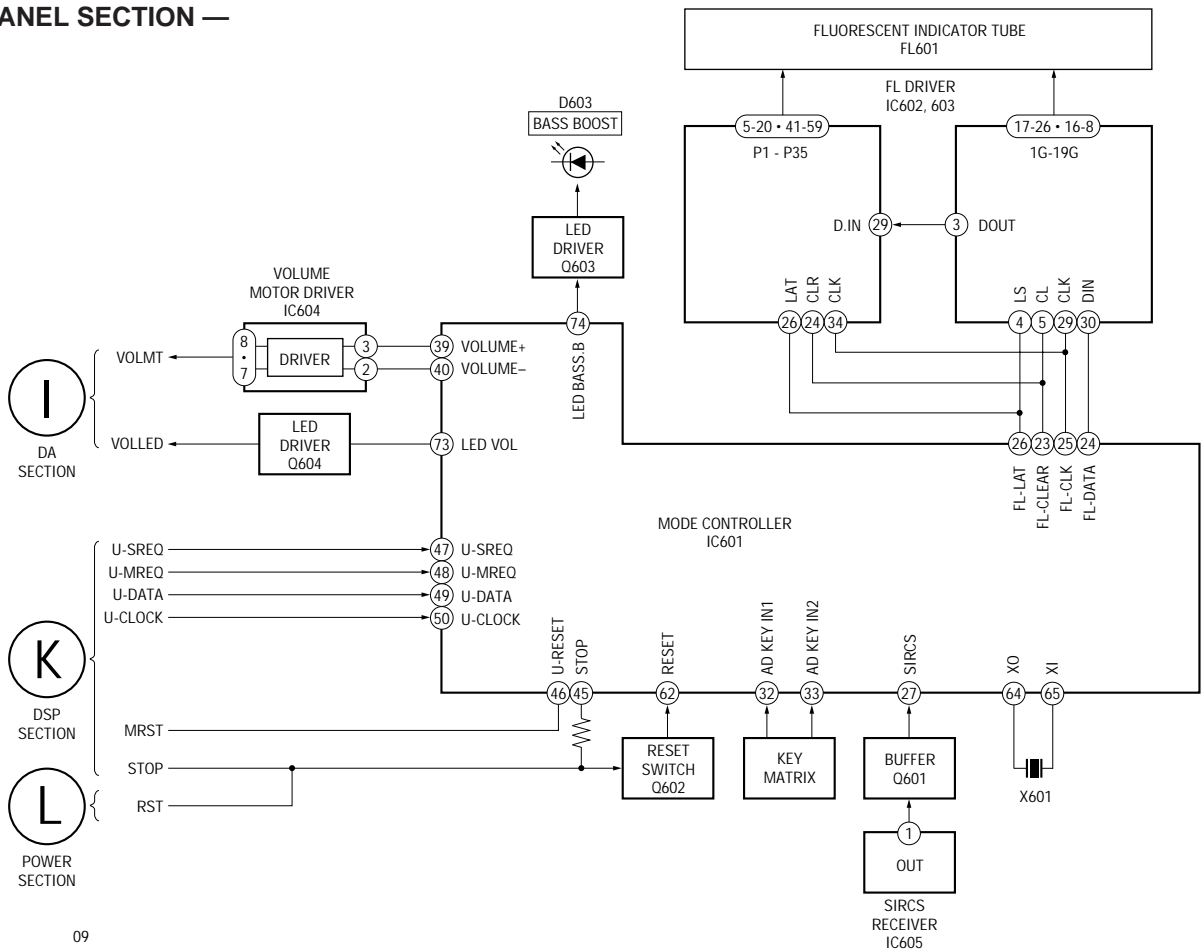 ANEL SECTION —
FLUORESCENT INDICATOR TUBE
FL601
FL DRIVER
IC602, 603
D603
BASS BOOST
5-20 • 41-59
P1 - P35
17-26 • 16-8
1G-19G
D.IN
29
3
DOUT
LED
DRIVER
Q603
LAT
CLR
CLK
26
24
34
LS
CL
CLK
DIN
4
5
29
30
VOLUME
MOTOR DRIVER
IC604
74
LED BASS.B
VOLMT
8
•
7
DRIVER
3
2
39
VOLUME+
40
VOLUME–
I
DA
SECTION
VOLLED
LED
DRIVER
Q604
73
LED VOL
26
23
25
24
FL-LAT
FL-CLEAR
FL-CLK
FL-DATA
MODE CONTROLLER
IC601
U-SREQ
47
U-SREQ
U-MREQ
48
U-MREQ
U-DATA
49
U-DATA
U-CLOCK
50
U-CLOCK
K
DSP
SECTION
U-RESET
STOP
RESET
AD KEY IN1
AD KEY IN2
SIRCS
XO
XI
46
45
62
32
33
27
64
65
MRST
STOP
RST
RESET
SWITCH
Q602
KEY
MATRIX
BUFFER
Q601
X601
L
POWER
SECTION
1
OUT
SIRCS
RECEIVER
IC605
09